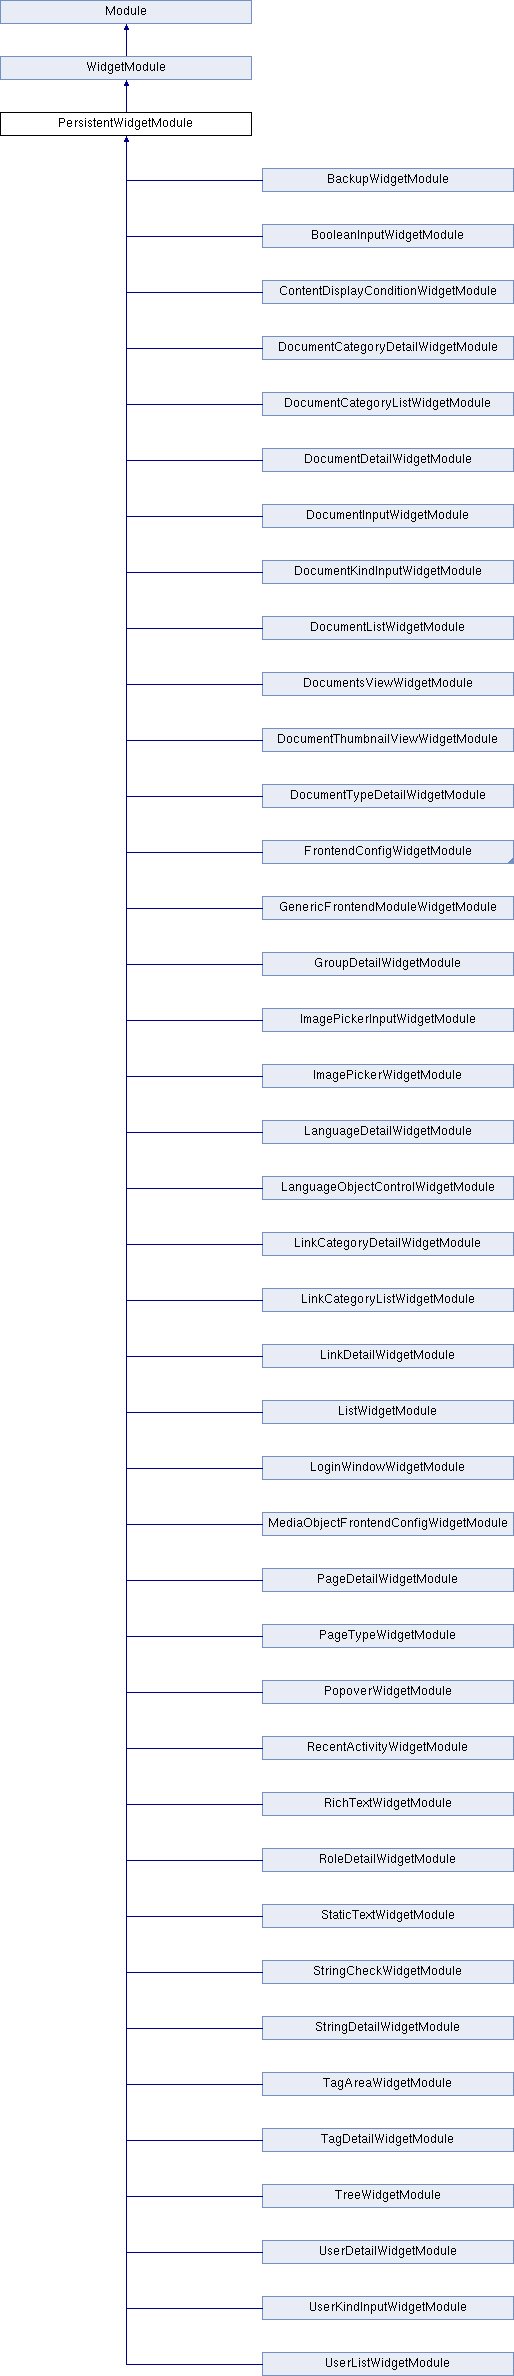 Module
WidgetModule
PersistentWidgetModule
BackupWidgetModule
BooleanInputWidgetModule
ContentDisplayConditionWidgetModule
DocumentCategoryDetailWidgetModule
DocumentCategoryListWidgetModule
DocumentDetailWidgetModule
DocumentInputWidgetModule
DocumentKindInputWidgetModule
DocumentListWidgetModule
DocumentsViewWidgetModule
DocumentThumbnailViewWidgetModule
DocumentTypeDetailWidgetModule
FrontendConfigWidgetModule
GenericFrontendModuleWidgetModule
GroupDetailWidgetModule
ImagePickerInputWidgetModule
ImagePickerWidgetModule
LanguageDetailWidgetModule
LanguageObjectControlWidgetModule
LinkCategoryDetailWidgetModule
LinkCategoryListWidgetModule
LinkDetailWidgetModule
ListWidgetModule
LoginWindowWidgetModule
MediaObjectFrontendConfigWidgetModule
PageDetailWidgetModule
PageTypeWidgetModule
PopoverWidgetModule
RecentActivityWidgetModule
RichTextWidgetModule
RoleDetailWidgetModule
StaticTextWidgetModule
StringCheckWidgetModule
StringDetailWidgetModule
TagAreaWidgetModule
TagDetailWidgetModule
TreeWidgetModule
UserDetailWidgetModule
UserKindInputWidgetModule
UserListWidgetModule